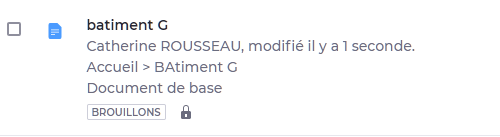 batiment G
Catherine ROUSSEAU, modifié il y a 1 seconde.
Accueil > BAtiment G
Document de base
BROUILLONS